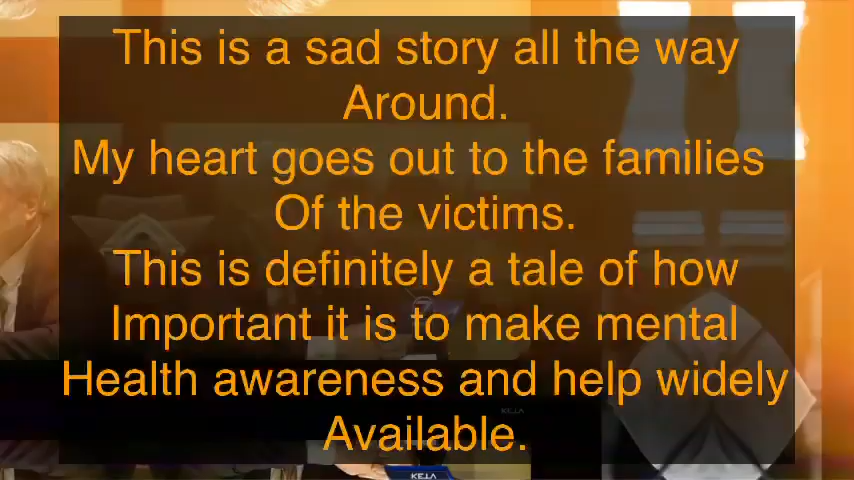 This is a sad story all the way
Around.
My heart goes out to the families
Of the victims.
This is definitely a tale of how
Important it is to make mental
Health awareness and help widely
Available.